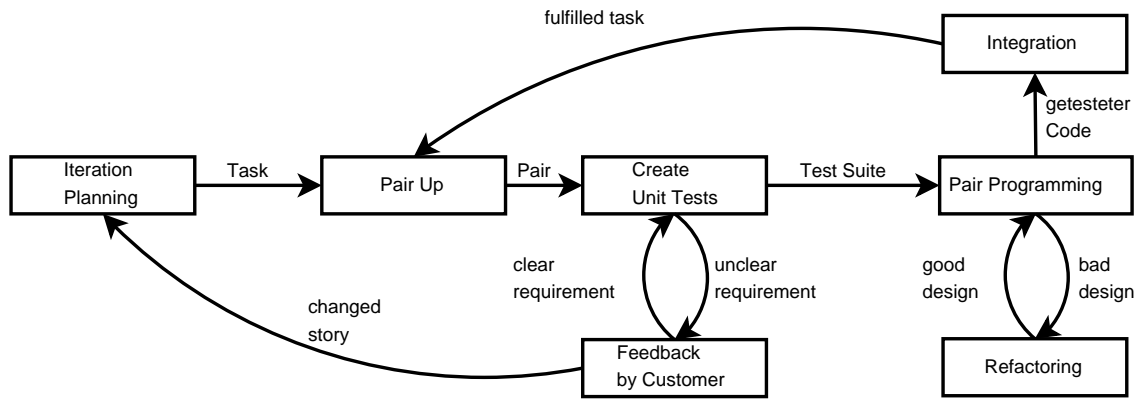 fulfilled task
Integration
getesteter
Code
Iteration
Planning
Task
Pair Up
Pair
Create
Unit Tests
Test Suite
Pair Programming
clear
requirement
unclear
requirement
good
design
bad
design
changed
story
Feedback
by Customer
Refactoring